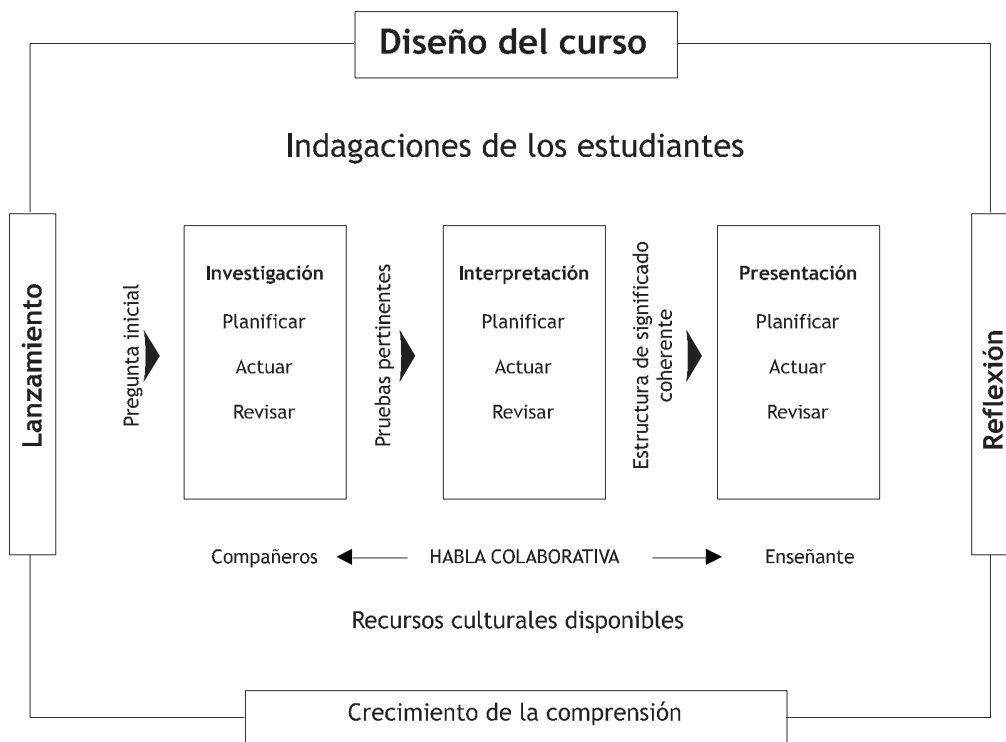 Diseño del curso
Indagaciones de los estudiantes
Lanzamiento
Pregunta inicial
Investigación
Planificar
Actuar
Revisar
Pruebas pertinentes
Interpretación
Planificar
Actuar
Revisar
Estructura de significado
coherente
Presentación
Planificar
Actuar
Revisar
Reflexión
Compañeros HABLA COLABORATIVA Enseñante
Recursos culturales disponibles
Crecimiento de la comprensión